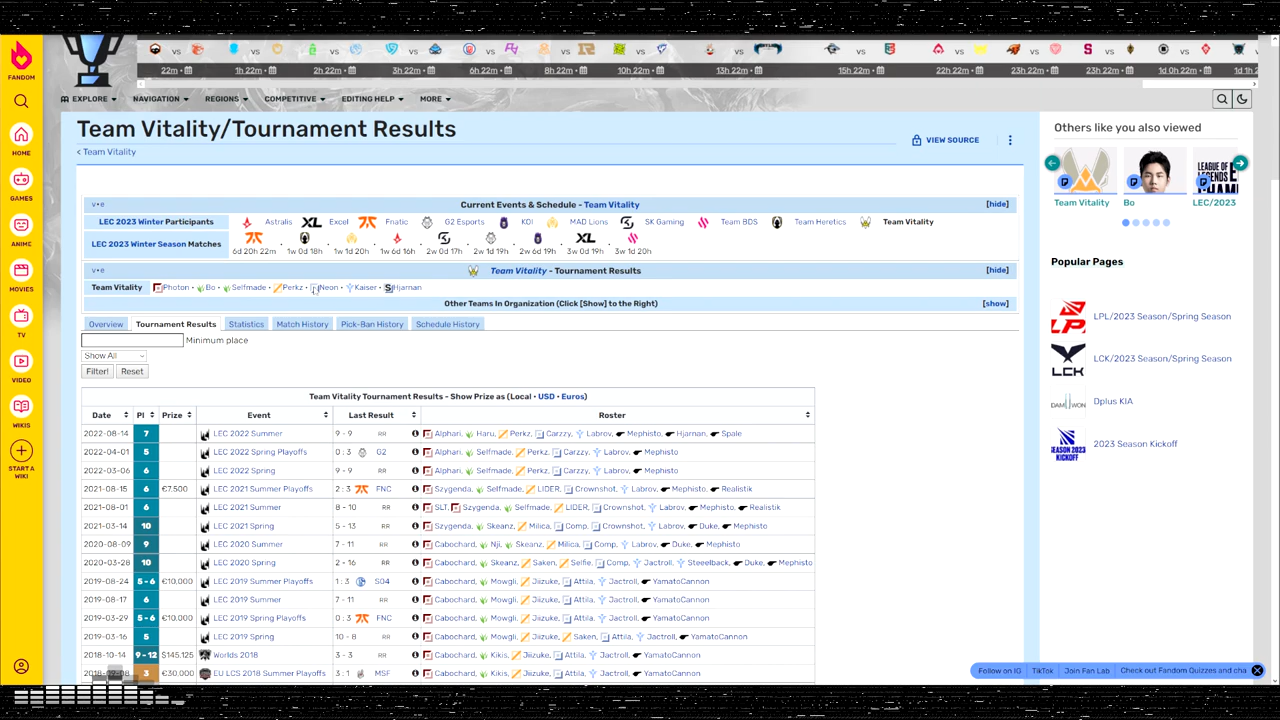 vs vs vs vs vs vs vs vs vs vs vs vs vs vs
22m • 1h 22m • 2h 22m • 3h 22m • 6h 22m • 8h 22m • 10h 22m • 13h 22m • 15h 22m • 22h 22m • 23h 22m • 23h 22m • 1d 0h 22m • 1d 1h
FANDOM
EXPLORE NAVIGATION REGIONS COMPETITIVE EDITING HELP MORE
HOME
GAMES
ANIME
MOVIES
TV
VIDEO
WIKIS
START A WIKI
Team Vitality/Tournament Results
VIEW SOURCE
< Team Vitality
v•e Current Events & Schedule - Team Vitality [hide]
LEC 2023 Winter Participants Astralis XL Excel Fnatic G2 Esports KOI MAD Lions SK Gaming Team BDS Team Heretics Team Vitality
LEC 2023 Winter Season Matches
6d 20h 22m 1w 0d 18h 1w 1d 20h 1w 6d 16h 2w 0d 17h 2w 1d 19h 2w 6d 19h 3w 0d 19h 3w 1d 20h
v•e Team Vitality - Tournament Results [hide]
Team Vitality Photon • Bo • Selfmade • Perkz • Neon • Kaiser • Hjarnan
Other Teams In Organization (Click [Show] to the Right) [show]
Overview Tournament Results Statistics Match History Pick-Ban History Schedule History
Minimum place
Show All
Filter! Reset
Team Vitality Tournament Results - Show Prize as (Local • USD • Euros)
Date Pl Prize Event Last Result Roster
2022-08-14 7 LEC 2022 Summer 9 - 9 RR Alphari, Haru, Perkz, Carzzy, Labrov, Mephisto, Hjarnan, Spale
2022-04-01 5 LEC 2022 Spring Playoffs 0 : 3 G2 Alphari, Selfmade, Perkz, Carzzy, Labrov, Mephisto
2022-03-06 6 LEC 2022 Spring 9 - 9 RR Alphari, Selfmade, Perkz, Carzzy, Labrov, Mephisto
2021-08-15 6 €7,500 LEC 2021 Summer Playoffs 2 : 3 FNC Szygenda, Selfmade, LIDER, Crownshot, Labrov, Mephisto, Realistik
2021-08-01 6 LEC 2021 Summer 8 - 10 RR SLT, Szygenda, Selfmade, LIDER, Crownshot, Labrov, Mephisto, Realistik
2021-03-14 10 LEC 2021 Spring 5 - 13 RR Szygenda, Skeanz, Milica, Comp, Crownshot, Labrov, Duke, Mephisto
2020-08-09 9 LEC 2020 Summer 7 - 11 RR Cabochard, Nji, Skeanz, Milica, Comp, Labrov, Duke, Mephisto
2020-03-28 10 LEC 2020 Spring 2 - 16 RR Cabochard, Skeanz, Saken, Selfie, Comp, Jactroll, Steeelback, Duke, Mephisto
2019-08-24 5 - 6 €10,000 LEC 2019 Summer Playoffs 1 : 3 S04 Cabochard, Mowgli, Jiizuke, Attila, Jactroll, YamatoCannon
2019-08-17 6 LEC 2019 Summer 7 - 11 RR Cabochard, Mowgli, Jiizuke, Attila, Jactroll, YamatoCannon
2019-03-29 5 - 6 €10,000 LEC 2019 Spring Playoffs 0 : 3 FNC Cabochard, Mowgli, Jiizuke, Attila, Jactroll, YamatoCannon
2019-03-16 5 LEC 2019 Spring 10 - 8 RR Cabochard, Mowgli, Jiizuke, Saken, Attila, Jactroll, YamatoCannon
2018-10-14 9 - 12 $145,125 Worlds 2018 3 - 3 RR Cabochard, Kikis, Jiizuke, Attila, Jactroll, YamatoCannon
3 €30,000 EU LCS 2018 Summer Playoffs MSF Cabochard, Kikis, Jiizuke, Attila, Jactroll, YamatoCannon
Others like you also viewed
Team Vitality Bo LEC/2023
Popular Pages
LPL/2023 Season/Spring Season
LCK/2023 Season/Spring Season
Dplus KIA
2023 Season Kickoff
Follow on IG TikTok Join Fan Lab Check out Fandom Quizzes and cha